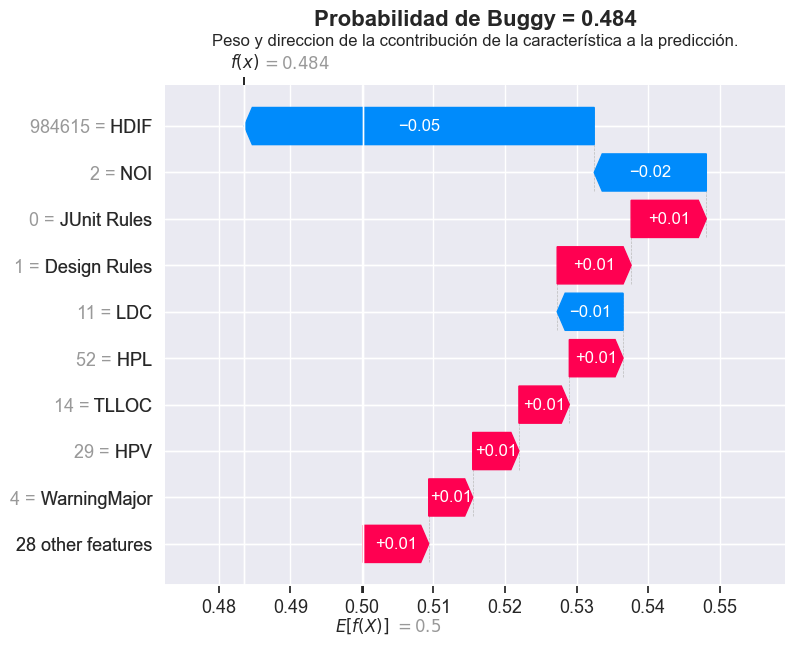 Probabilidad de Buggy = 0.484
Peso y direccion de la ccontribución de la característica a la predicción.
f(x) = 0.484
984615 = HDIF −0.05
2 = NOI −0.02
0 = JUnit Rules +0.01
1 = Design Rules +0.01
11 = LDC −0.01
52 = HPL +0.01
14 = TLLOC +0.01
29 = HPV +0.01
4 = WarningMajor +0.01
28 other features +0.01
0.48 0.49 0.50 0.51 0.52 0.53 0.54 0.55
E[f(X)] = 0.5